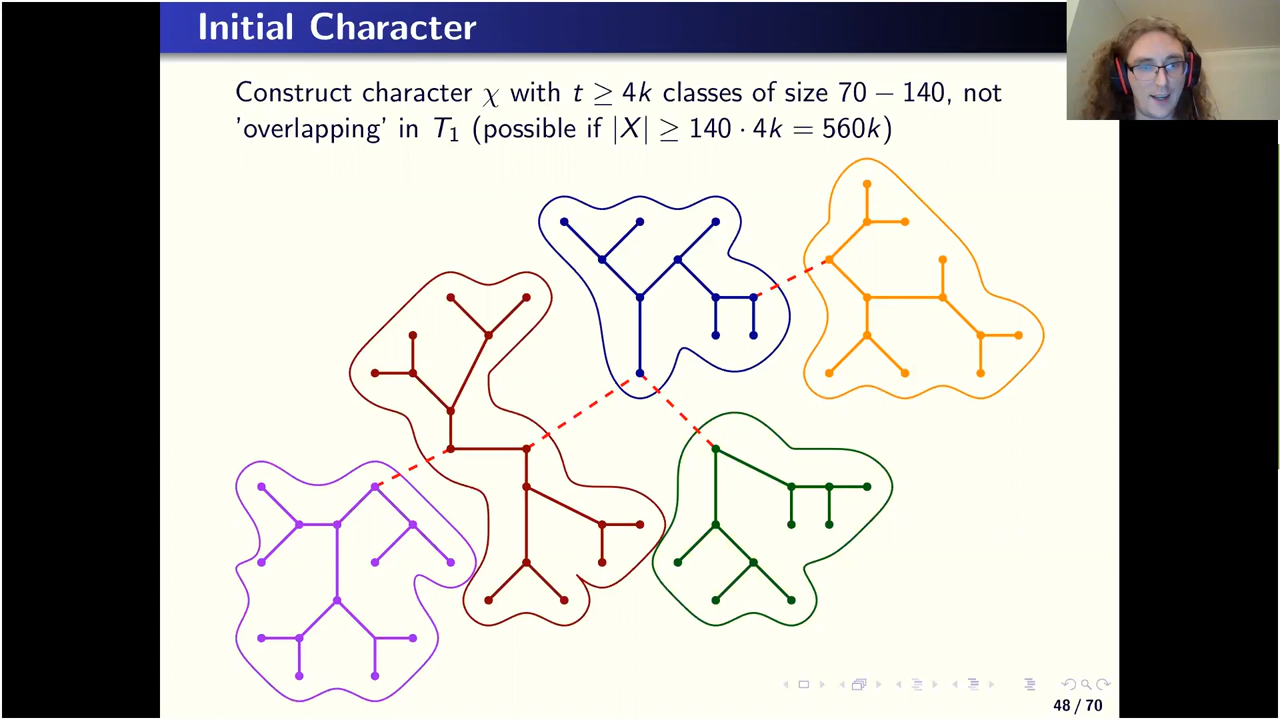 Initial Character
Construct character χ with t ≥ 4k classes of size 70 − 140, not
'overlapping' in T₁ (possible if |X| ≥ 140 · 4k = 560k)
48 / 70